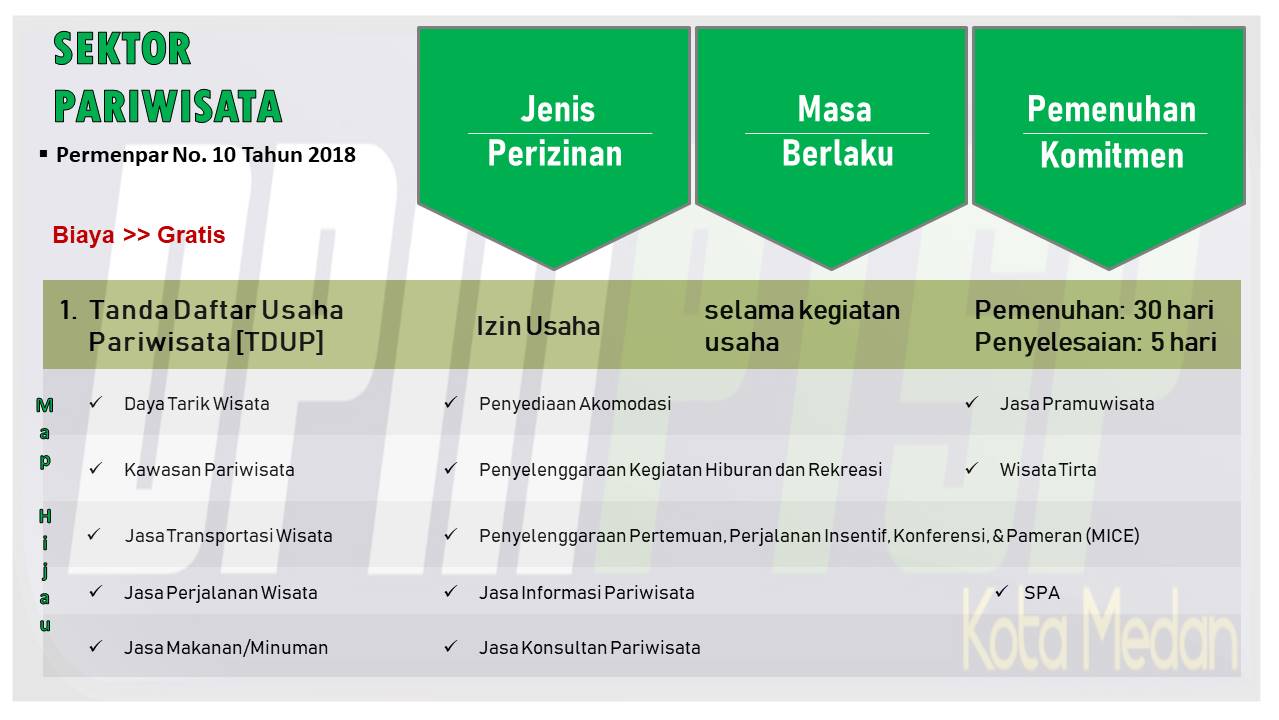 SEKTOR
PARIWISATA
▪ Permenpar No. 10 Tahun 2018
Biaya >> Gratis
Jenis
Perizinan
Masa
Berlaku
Pemenuhan
Komitmen
1. Tanda Daftar Usaha
Pariwisata [TDUP]
Izin Usaha
selama kegiatan
usaha
Pemenuhan: 30 hari
Penyelesaian: 5 hari
Map Hijau
✓ Daya Tarik Wisata
✓ Penyediaan Akomodasi
✓ Jasa Pramuwisata
✓ Kawasan Pariwisata
✓ Penyelenggaraan Kegiatan Hiburan dan Rekreasi
✓ Wisata Tirta
✓ Jasa Transportasi Wisata
✓ Penyelenggaraan Pertemuan, Perjalanan Insentif, Konferensi, & Pameran (MICE)
✓ Jasa Perjalanan Wisata
✓ Jasa Informasi Pariwisata
✓ SPA
✓ Jasa Makanan/Minuman
✓ Jasa Konsultan Pariwisata
DPMPTSP
Kota Medan